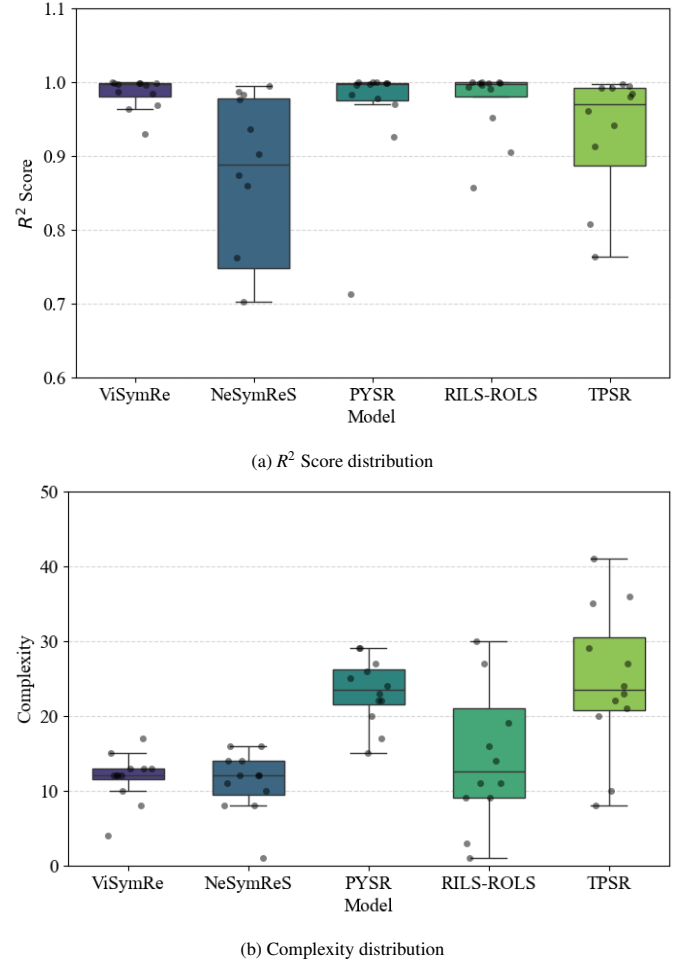 1.1
1.0
0.9
0.8
0.7
0.6
R² Score
ViSymRe NeSymReS PYSR RILS-ROLS TPSR
Model
(a) R² Score distribution
50
40
30
20
10
0
Complexity
ViSymRe NeSymReS PYSR RILS-ROLS TPSR
Model
(b) Complexity distribution